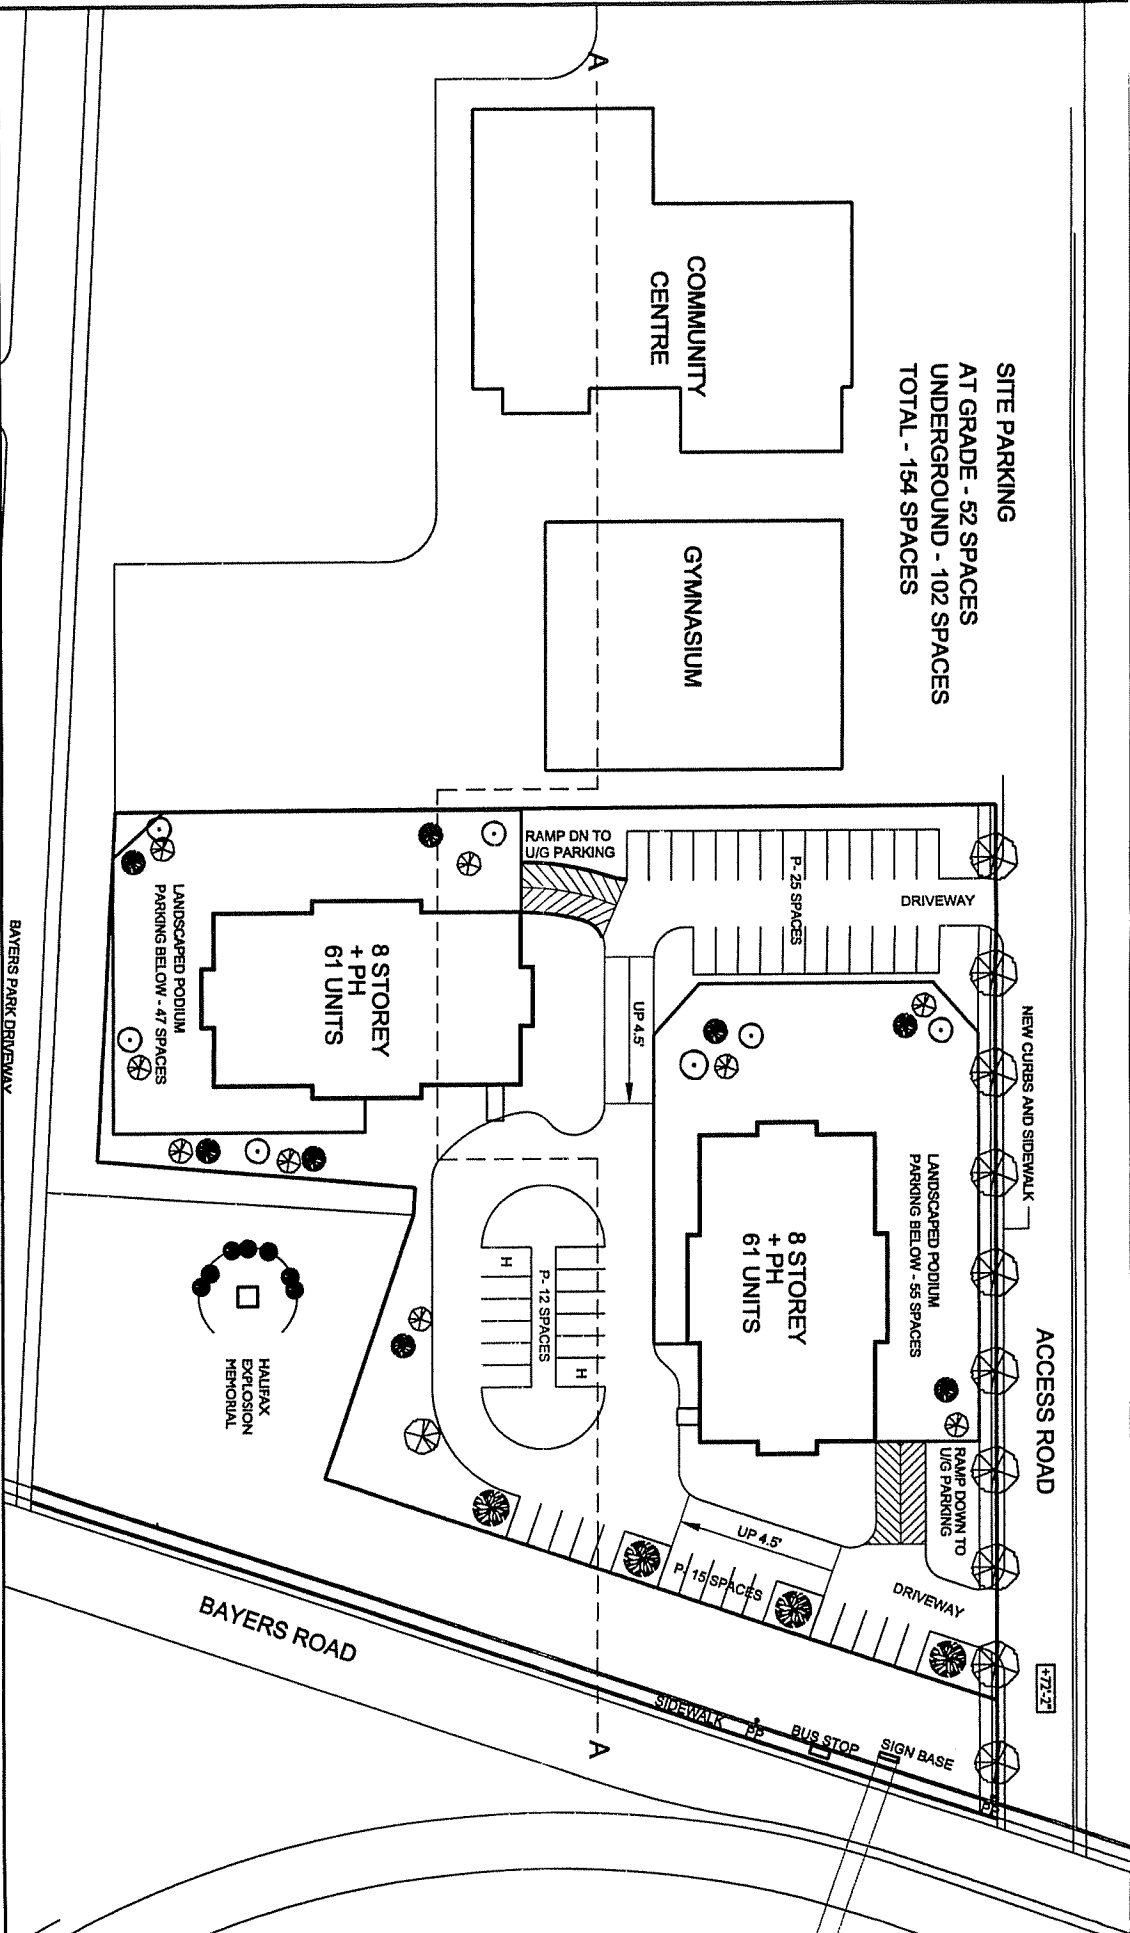 SITE PARKING
AT GRADE - 52 SPACES
UNDERGROUND - 102 SPACES
TOTAL - 154 SPACES
A
COMMUNITY
CENTRE
GYMNASIUM
RAMP DN TO
U/G PARKING
P- 25 SPACES
DRIVEWAY
NEW CURBS AND SIDEWALK
ACCESS ROAD
+72'-2"
LANDSCAPED PODIUM
PARKING BELOW - 55 SPACES
8 STOREY
+ PH
61 UNITS
RAMP DOWN TO
U/G PARKING
DRIVEWAY
UP 4.5'
UP 4.5'
8 STOREY
+ PH
61 UNITS
LANDSCAPED PODIUM
PARKING BELOW - 47 SPACES
H
P- 12 SPACES
H
P- 15 SPACES
HALIFAX
EXPLOSION
MEMORIAL
BAYERS PARK DRIVEWAY
BAYERS ROAD
SIDEWALK
PP
BUS STOP
SIGN BASE
PP
A